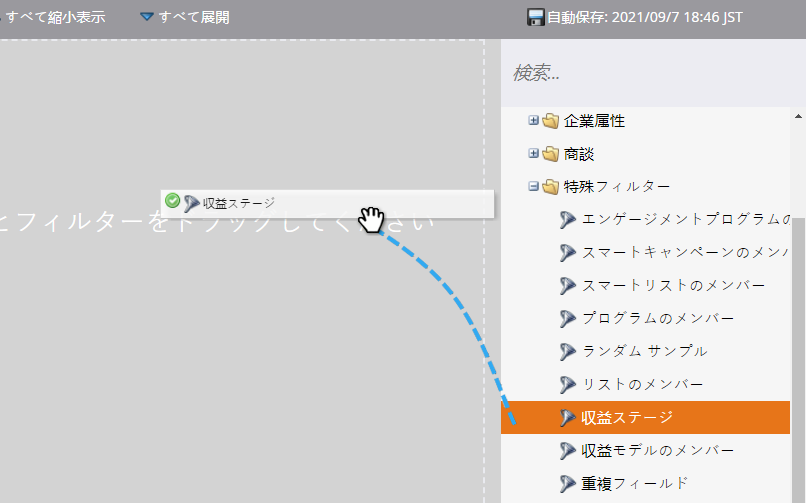 すべて縮小表示
すべて展開
自動保存: 2021/09/7 18:46 JST
検索...
企業属性
商談
特殊フィルター
収益ステージ
とフィルターをドラッグしてください
エンゲージメントプログラムの
スマートキャンペーンのメンバ
スマートリストのメンバー
プログラムのメンバー
ランダム サンプル
リストのメンバー
収益ステージ
収益モデルのメンバー
重複フィールド